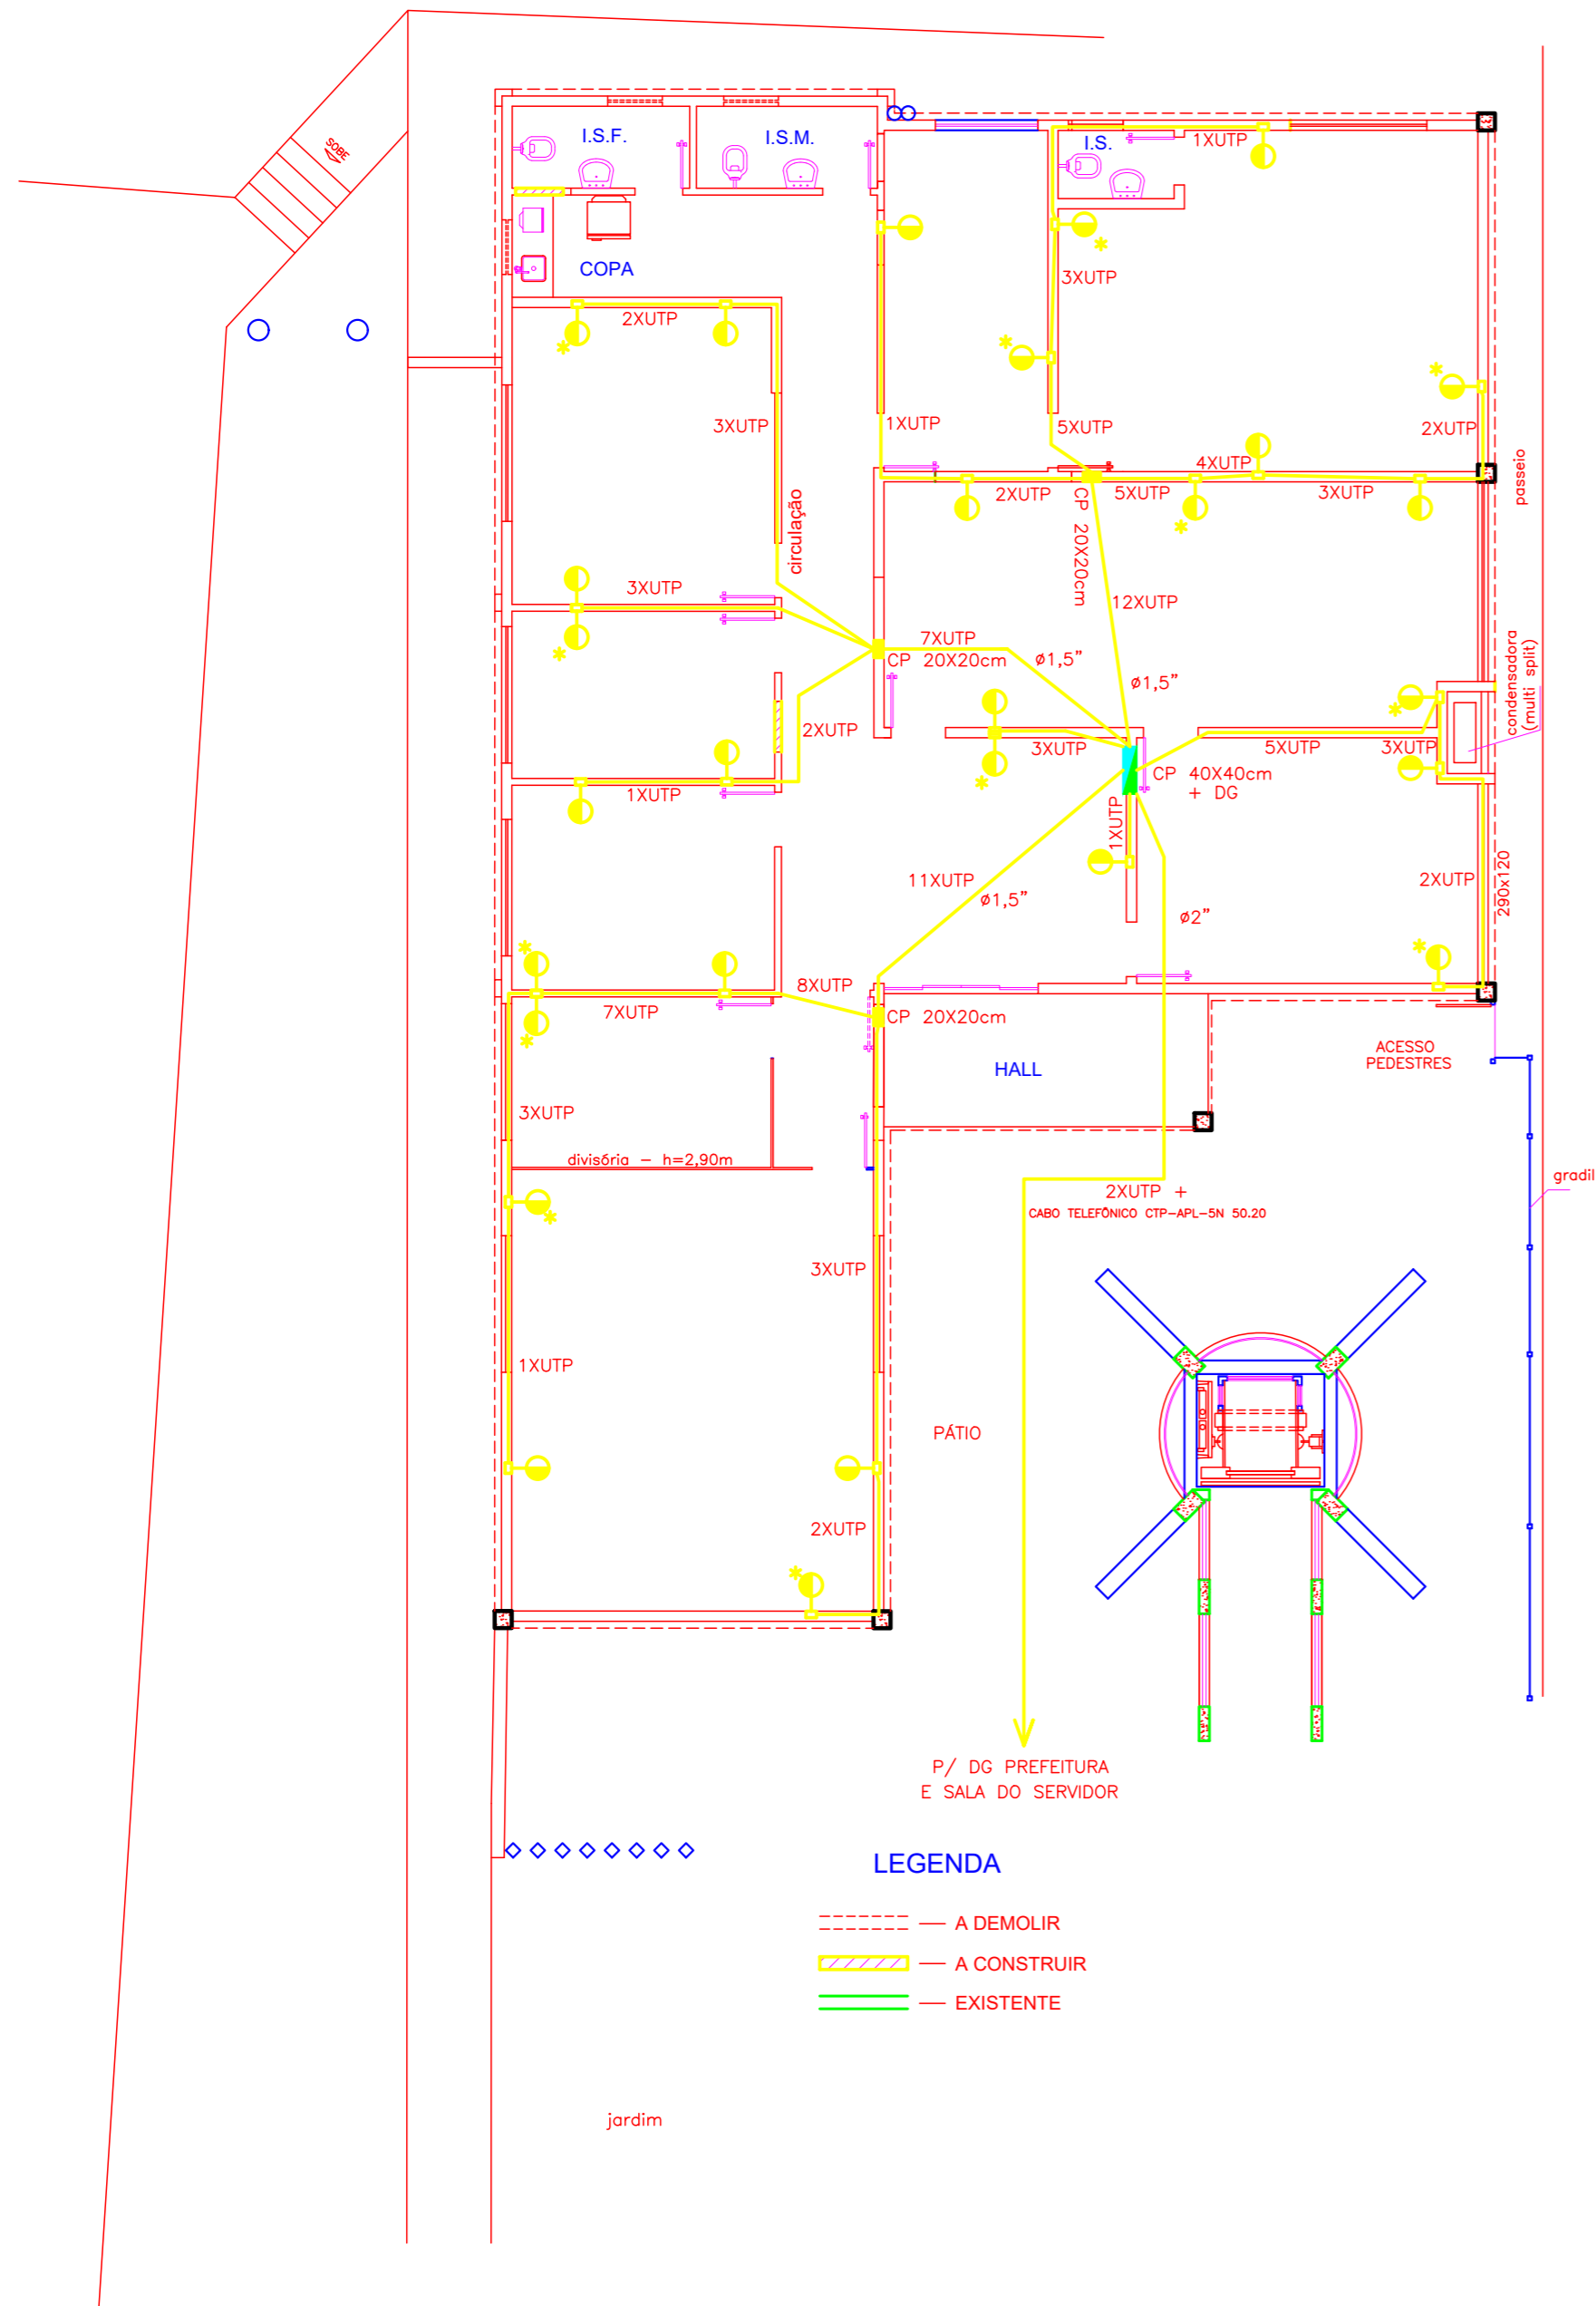 SOBE
I.S.F.
I.S.M.
I.S.
1XUTP
COPA
3XUTP
2XUTP
3XUTP
1XUTP
5XUTP
2XUTP
4XUTP
passeio
2XUTP
5XUTP
3XUTP
circulação
CP 20X20cm
3XUTP
12XUTP
7XUTP
CP 20X20cm
ø1,5"
ø1,5"
condensadora
(multi split)
2XUTP
3XUTP
5XUTP
3XUTP
CP 40X40cm
+ DG
1XUTP
1XUTP
11XUTP
2XUTP
290x120
ø1,5"
ø2"
8XUTP
7XUTP
CP 20X20cm
HALL
ACESSO
PEDESTRES
3XUTP
divisória – h=2,90m
gradil
2XUTP +
CABO TELEFÔNICO CTP–APL–5N 50.20
3XUTP
1XUTP
PÁTIO
2XUTP
P/ DG PREFEITURA
E SALA DO SERVIDOR
LEGENDA
A DEMOLIR
A CONSTRUIR
EXISTENTE
jardim